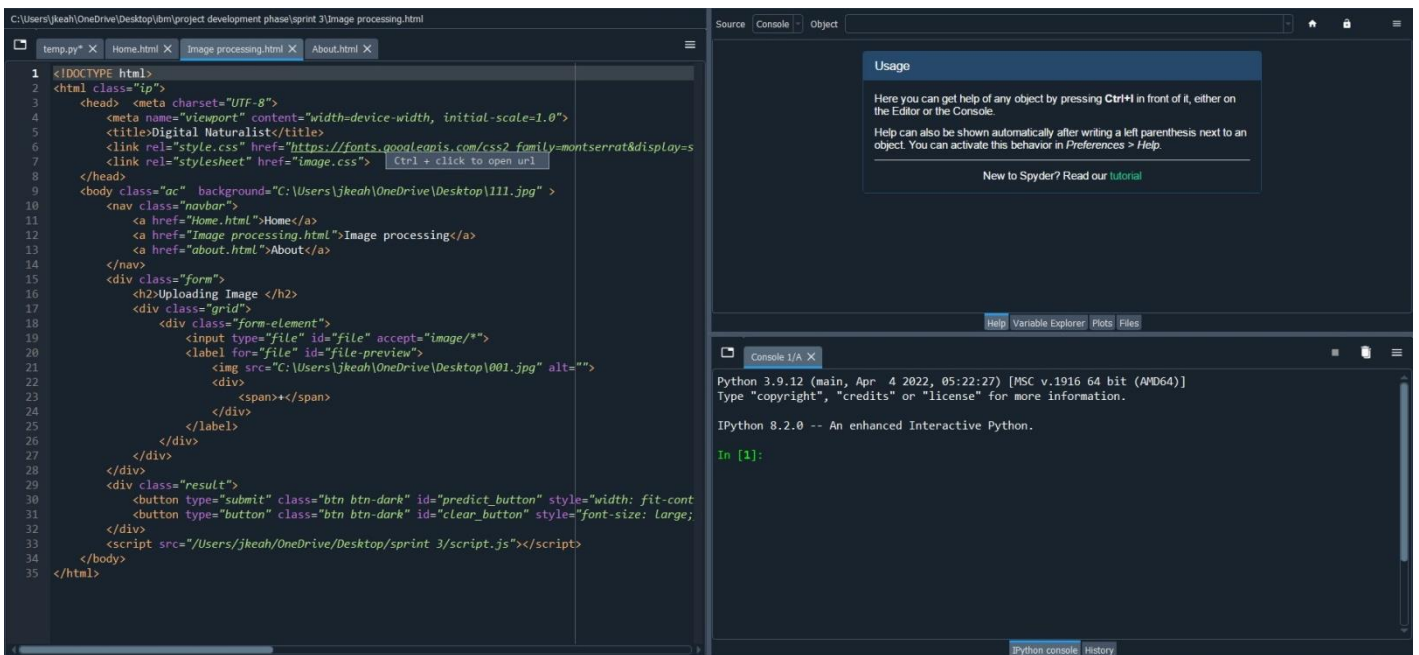 C:\Users\jkeah\OneDrive\Desktop\ibm\project development phase\sprint 3\Image processing.html
temp.py* X Home.html X Image processing.html X About.html X
1 <!DOCTYPE html>
2 <html class="ip">
3 <head> <meta charset="UTF-8">
4 <meta name="viewport" content="width=device-width, initial-scale=1.0">
5 <title>Digital Naturalist</title>
6 <link rel="style.css" href="https://fonts.googleapis.com/css2 family=montserrat&display=s
7 <link rel="stylesheet" href="image.css">
Ctrl + click to open url
8 </head>
9 <body class="ac" background="C:\Users\jkeah\OneDrive\Desktop\111.jpg" >
10 <nav class="navbar">
11 <a href="Home.html">Home</a>
12 <a href="Image processing.html">Image processing</a>
13 <a href="about.html">About</a>
14 </nav>
15 <div class="form">
16 <h2>Uploading Image </h2>
17 <div class="grid">
18 <div class="form-element">
19 <input type="file" id="file" accept="image/*">
20 <label for="file" id="file-preview">
21 <img src="C:\Users\jkeah\OneDrive\Desktop\001.jpg" alt="">
22 <div>
23 <span>+</span>
24 </div>
25 </label>
26 </div>
27 </div>
28 </div>
29 <div class="result">
30 <button type="submit" class="btn btn-dark" id="predict_button" style="width: fit-cont
31 <button type="button" class="btn btn-dark" id="clear_button" style="font-size: large;
32 </div>
33 <script src="/Users/jkeah/OneDrive/Desktop/sprint 3/script.js"></script>
34 </body>
35 </html>
Source Console Object
Usage
Here you can get help of any object by pressing Ctrl+I in front of it, either on
the Editor or the Console.
Help can also be shown automatically after writing a left parenthesis next to an
object. You can activate this behavior in Preferences > Help.
New to Spyder? Read our tutorial
Help Variable Explorer Plots Files
Console 1/A X
Python 3.9.12 (main, Apr 4 2022, 05:22:27) [MSC v.1916 64 bit (AMD64)]
Type "copyright", "credits" or "license" for more information.
IPython 8.2.0 -- An enhanced Interactive Python.
In [1]:
IPython console History